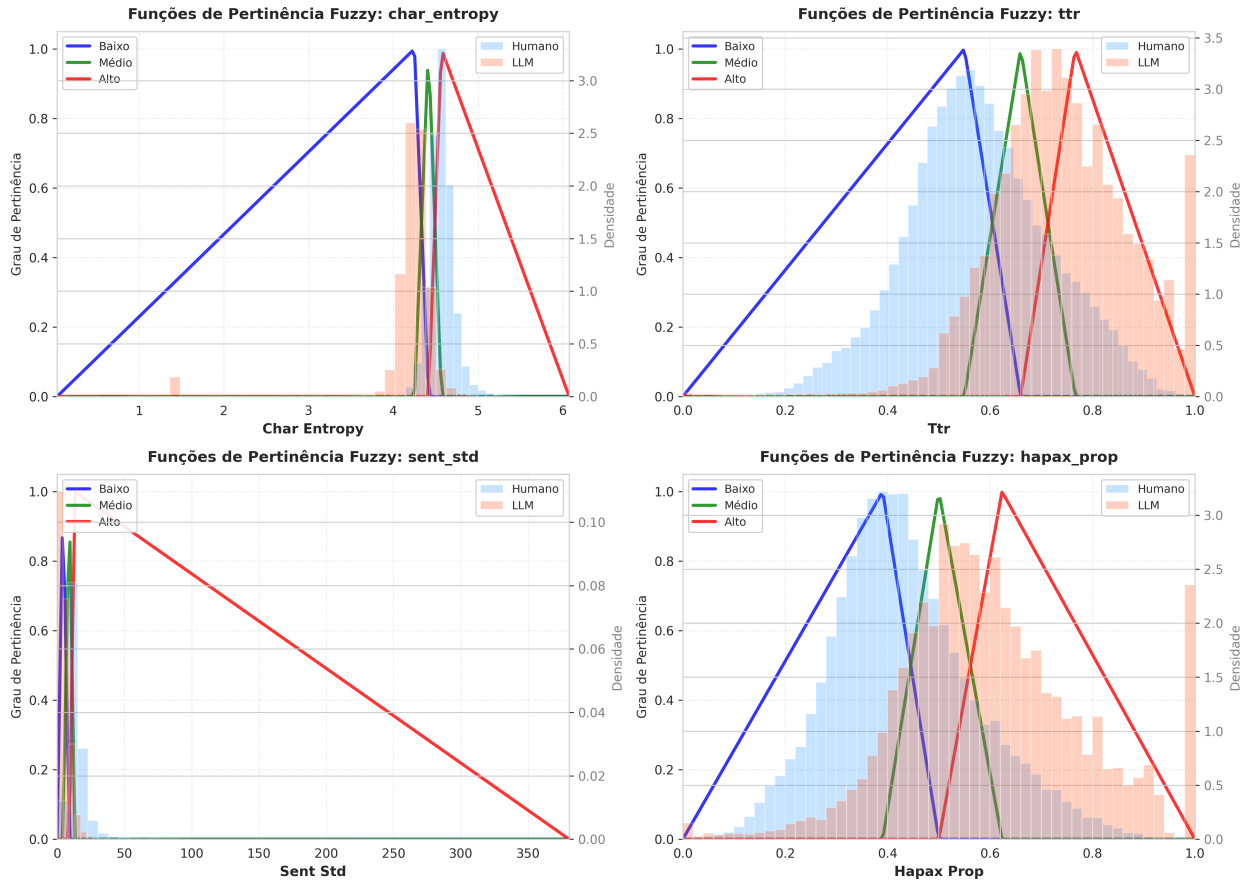 Funções de Pertinência Fuzzy: char_entropy
Baixo
Médio
Alto
Humano
LLM
1.0
0.8
0.6
0.4
0.2
0.0
Grau de Pertinência
3.0
2.5
2.0
1.5
1.0
0.5
0.0
Densidade
1 2 3 4 5 6
Char Entropy
Funções de Pertinência Fuzzy: ttr
Baixo
Médio
Alto
Humano
LLM
1.0
0.8
0.6
0.4
0.2
0.0
Grau de Pertinência
3.5
3.0
2.5
2.0
1.5
1.0
0.5
0.0
Densidade
0.0 0.2 0.4 0.6 0.8 1.0
Ttr
Funções de Pertinência Fuzzy: sent_std
Baixo
Médio
Alto
Humano
LLM
1.0
0.8
0.6
0.4
0.2
0.0
Grau de Pertinência
0.10
0.08
0.06
0.04
0.02
0.00
Densidade
0 50 100 150 200 250 300 350
Sent Std
Funções de Pertinência Fuzzy: hapax_prop
Baixo
Médio
Alto
Humano
LLM
1.0
0.8
0.6
0.4
0.2
0.0
Grau de Pertinência
3.0
2.5
2.0
1.5
1.0
0.5
0.0
Densidade
0.0 0.2 0.4 0.6 0.8 1.0
Hapax Prop